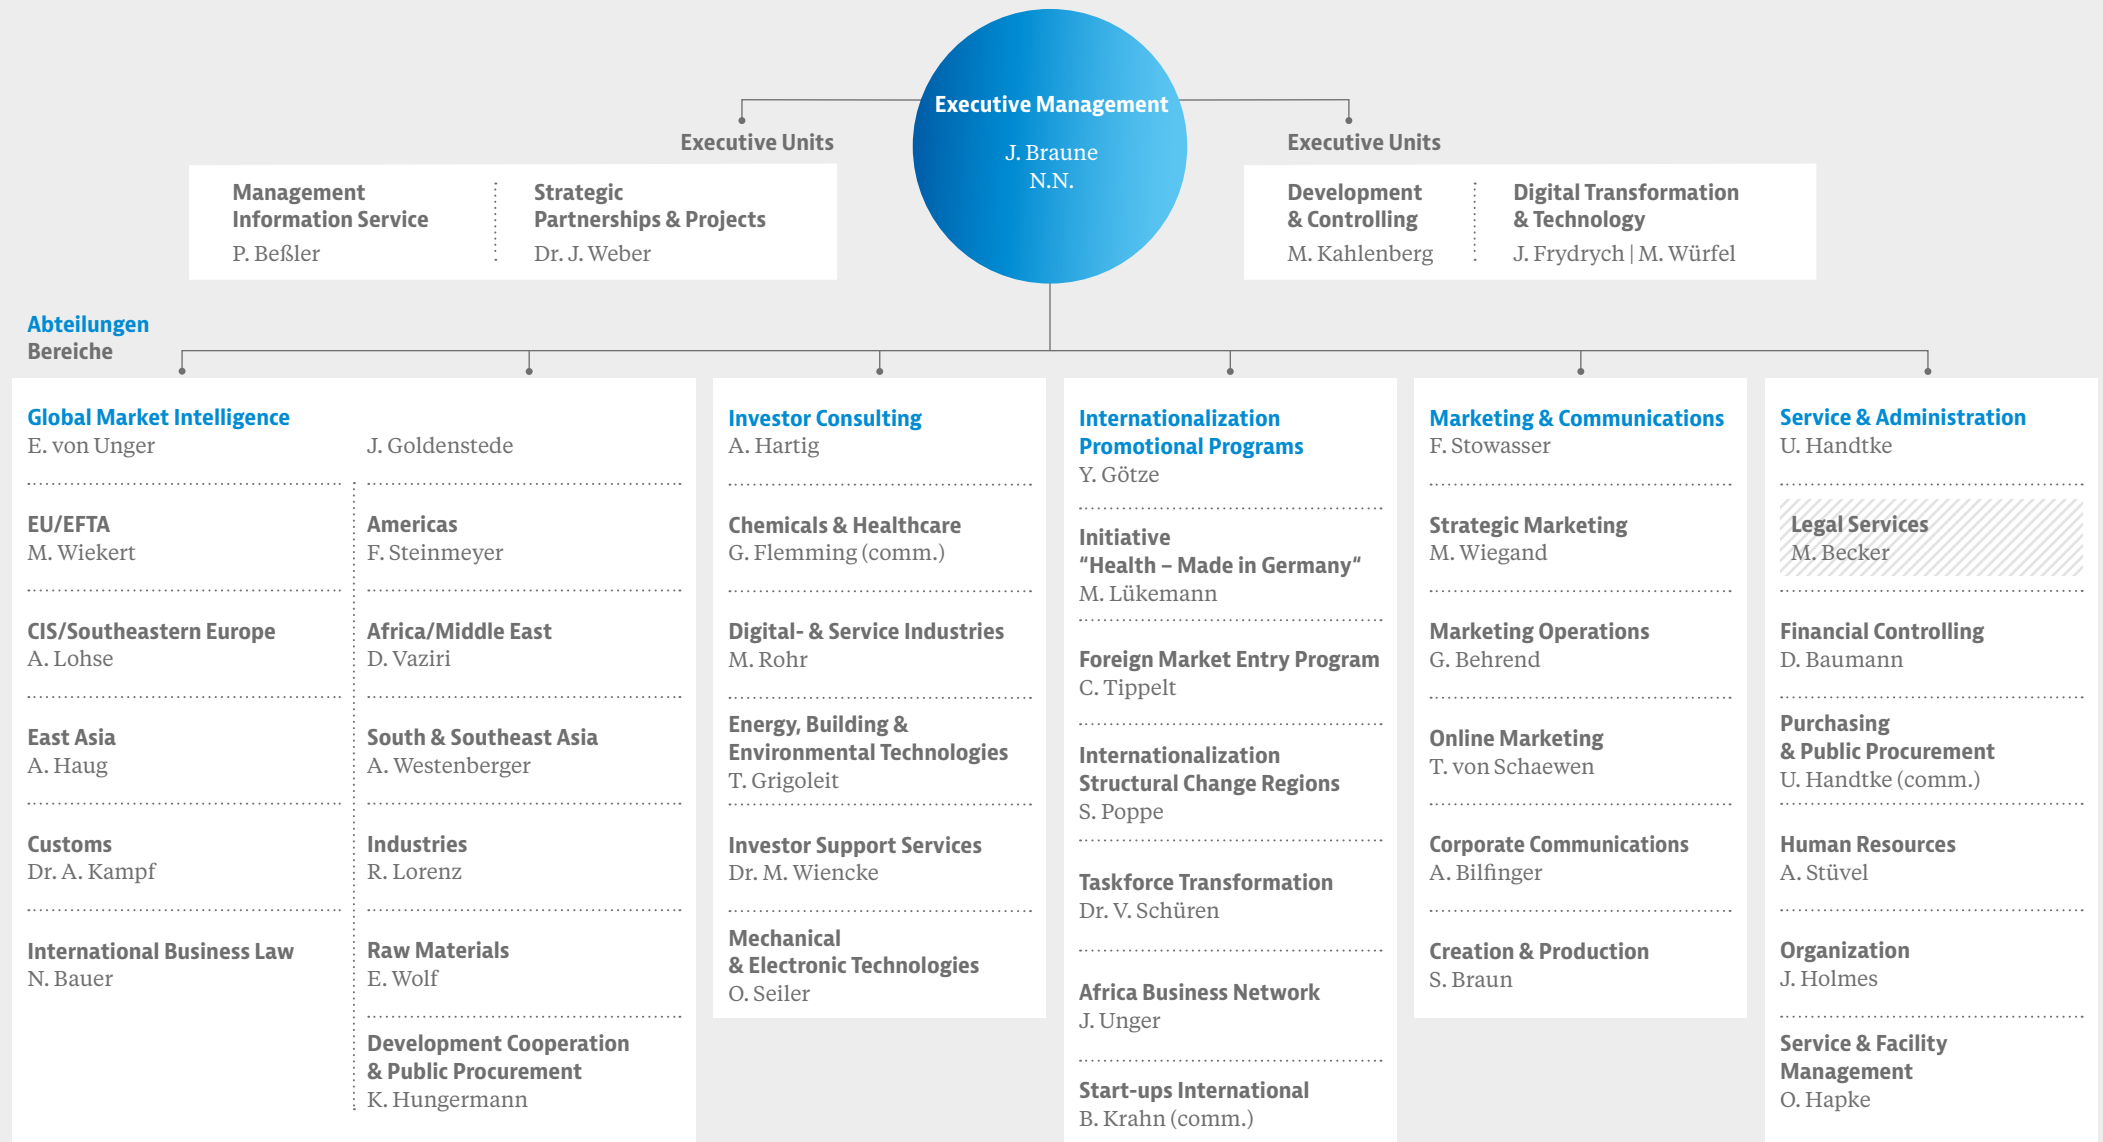 Executive Management
J. Braune
N.N.
Executive Units
Management
Information Service
P. Beßler
Strategic
Partnerships & Projects
Dr. J. Weber
Executive Units
Development
& Controlling
M. Kahlenberg
Digital Transformation
& Technology
J. Frydrych | M. Würfel
Abteilungen
Bereiche
Global Market Intelligence
E. von Unger
EU/EFTA
M. Wiekert
CIS/Southeastern Europe
A. Lohse
East Asia
A. Haug
Customs
Dr. A. Kampf
International Business Law
N. Bauer
J. Goldenstede
Americas
F. Steinmeyer
Africa/Middle East
D. Vaziri
South & Southeast Asia
A. Westenberger
Industries
R. Lorenz
Raw Materials
E. Wolf
Development Cooperation
& Public Procurement
K. Hungermann
Investor Consulting
A. Hartig
Chemicals & Healthcare
G. Flemming (comm.)
Digital- & Service Industries
M. Rohr
Energy, Building &
Environmental Technologies
T. Grigoleit
Investor Support Services
Dr. M. Wiencke
Mechanical
& Electronic Technologies
O. Seiler
Internationalization
Promotional Programs
Y. Götze
Initiative
“Health – Made in Germany“
M. Lükemann
Foreign Market Entry Program
C. Tippelt
Internationalization
Structural Change Regions
S. Poppe
Taskforce Transformation
Dr. V. Schüren
Africa Business Network
J. Unger
Start-ups International
B. Krahn (comm.)
Marketing & Communications
F. Stowasser
Strategic Marketing
M. Wiegand
Marketing Operations
G. Behrend
Online Marketing
T. von Schaewen
Corporate Communications
A. Bilfinger
Creation & Production
S. Braun
Service & Administration
U. Handtke
Legal Services
M. Becker
Financial Controlling
D. Baumann
Purchasing
& Public Procurement
U. Handtke (comm.)
Human Resources
A. Stüvel
Organization
J. Holmes
Service & Facility
Management
O. Hapke